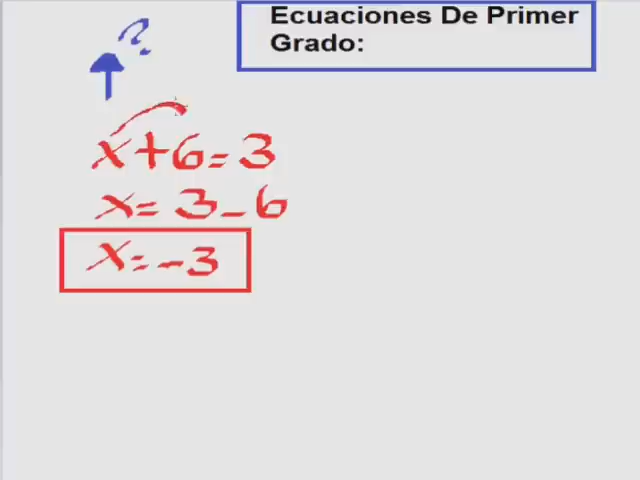 Ecuaciones De Primer
Grado:
?
x+6=3
x=3-6
x=-3